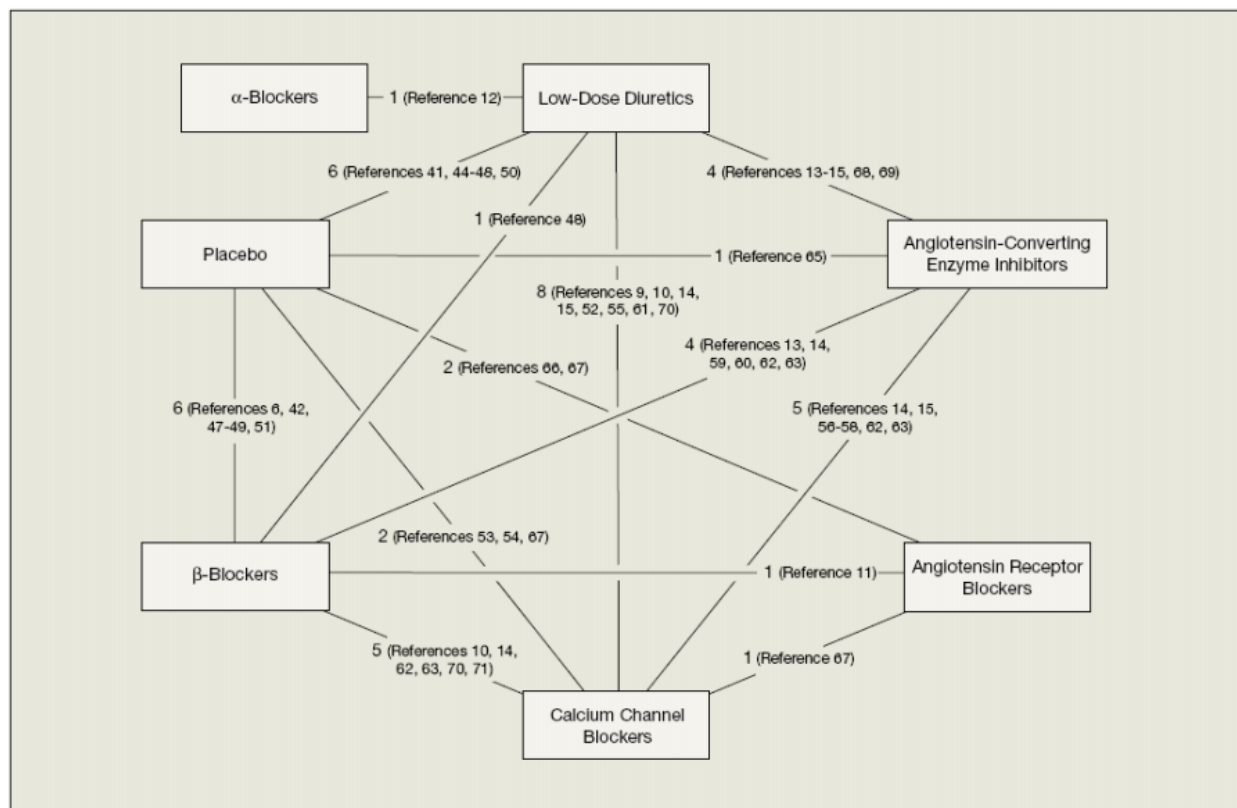 α-Blockers
1 (Reference 12)
Low-Dose Diuretics
6 (References 41, 44-48, 50)
4 (References 13-15, 68, 69)
1 (Reference 48)
Placebo
1 (Reference 65)
Angiotensin-Converting
Enzyme Inhibitors
8 (References 9, 10, 14,
15, 52, 55, 61, 70)
4 (References 13, 14,
59, 60, 62, 63)
2 (References 66, 67)
6 (References 6, 42,
47-49, 51)
5 (References 14, 15,
56-58, 62, 63)
2 (References 53, 54, 67)
β-Blockers
1 (Reference 11)
Angiotensin Receptor
Blockers
5 (References 10, 14,
62, 63, 70, 71)
1 (Reference 67)
Calcium Channel
Blockers